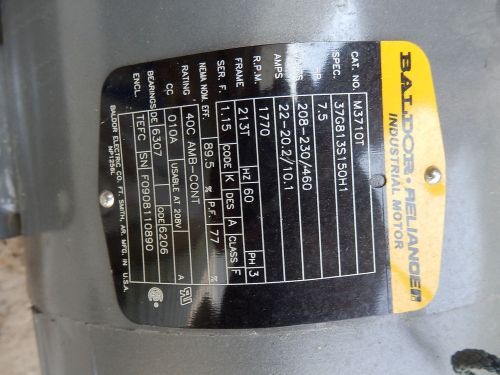 BALDOR · RELIANCE
INDUSTRIAL MOTOR
CAT. NO. M3710T
SPEC. 37G813S150H1
HP 7.5
VOLTS 208-230/460
AMPS 22-20.2/10.1
R.P.M. 1770
FRAME 213T HZ 60 PH 3
SER. F. 1.15 CODE K DES A CLASS F
NEMA NOM. EFF. 89.5 % P.F. 77 %
RATING 40C AMB-CONT
CC 010A USABLE AT 208V A
BEARINGS DE 6307 ODE 6206
ENCL. TEFC SN F0908110890
BALDOR ELECTRIC CO. FT. SMITH, AR. MFG. IN U.S.A.
NP1256L